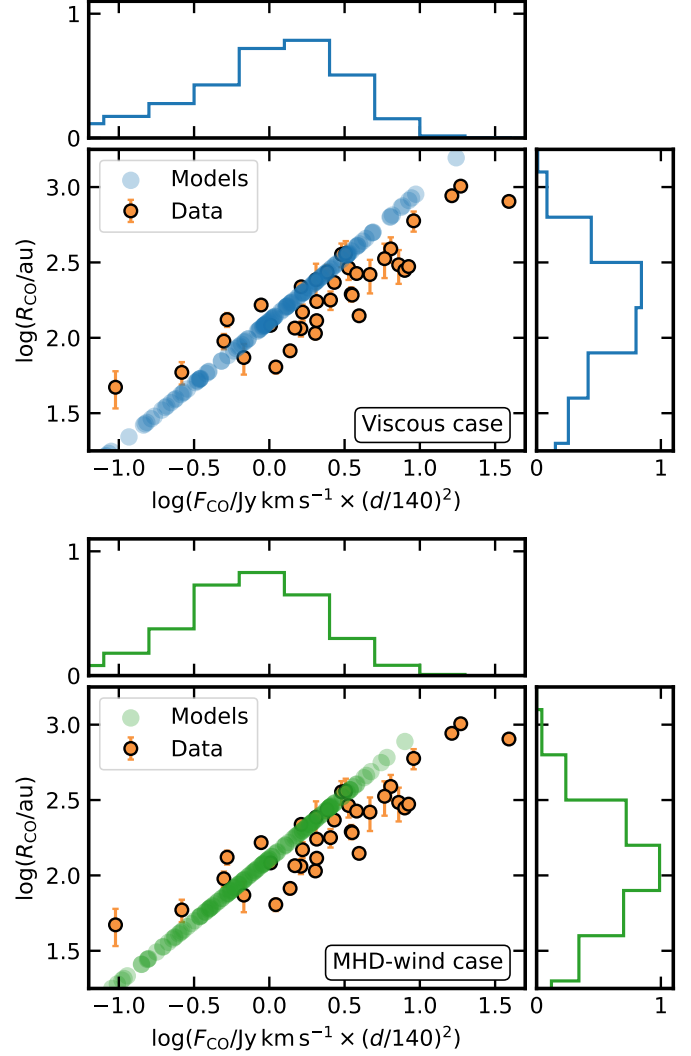 1
0
Models
Data
3.0
2.5
2.0
1.5
log(R_CO/au)
Viscous case
−1.0 −0.5 0.0 0.5 1.0 1.5
log(F_CO/Jy km s⁻¹ × (d/140)²)
0 1
1
0
Models
Data
3.0
2.5
2.0
1.5
log(R_CO/au)
MHD-wind case
−1.0 −0.5 0.0 0.5 1.0 1.5
log(F_CO/Jy km s⁻¹ × (d/140)²)
0 1